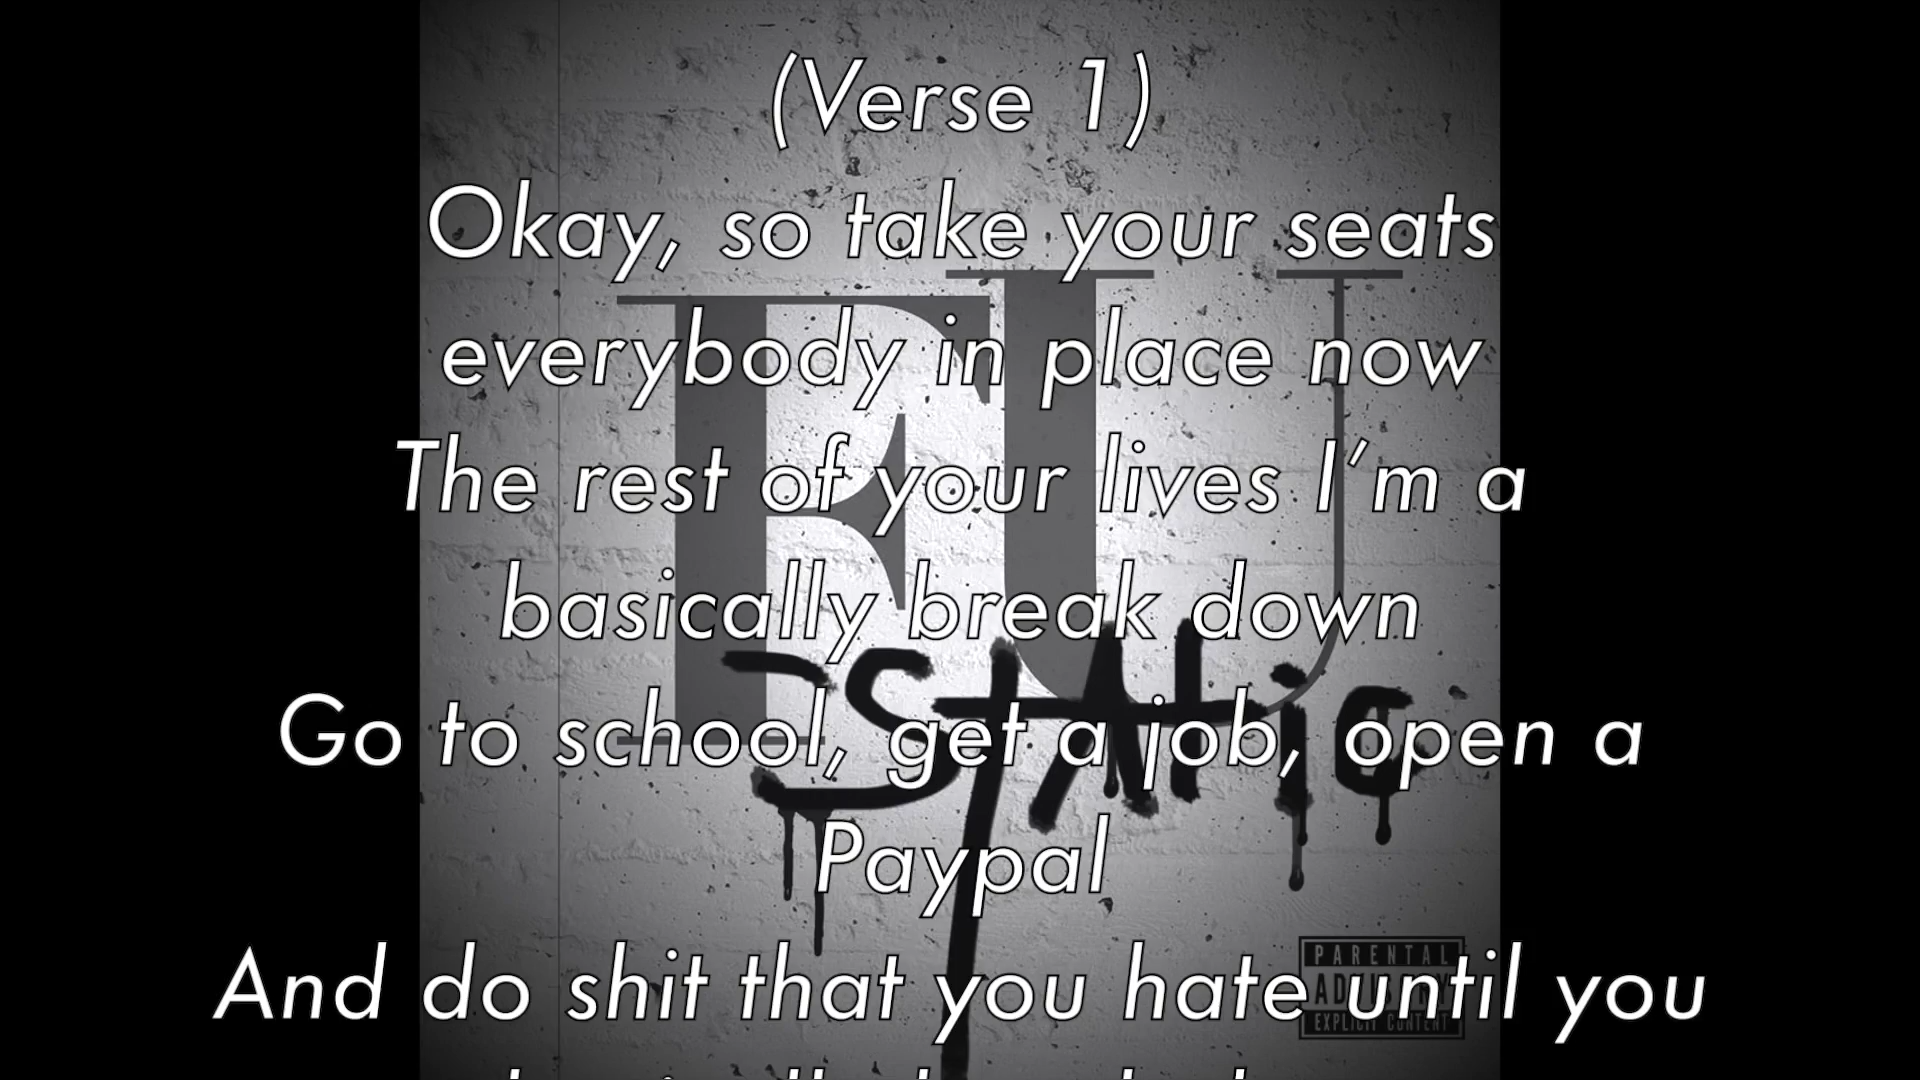 (Verse 1)
Okay, so take your seats
everybody in place now
The rest of your lives I'm a
basically break down
Go to school, get a job, open a
Paypal
And do shit that you hate until you
FU
PARENTAL
ADVISORY
EXPLICIT CONTENT